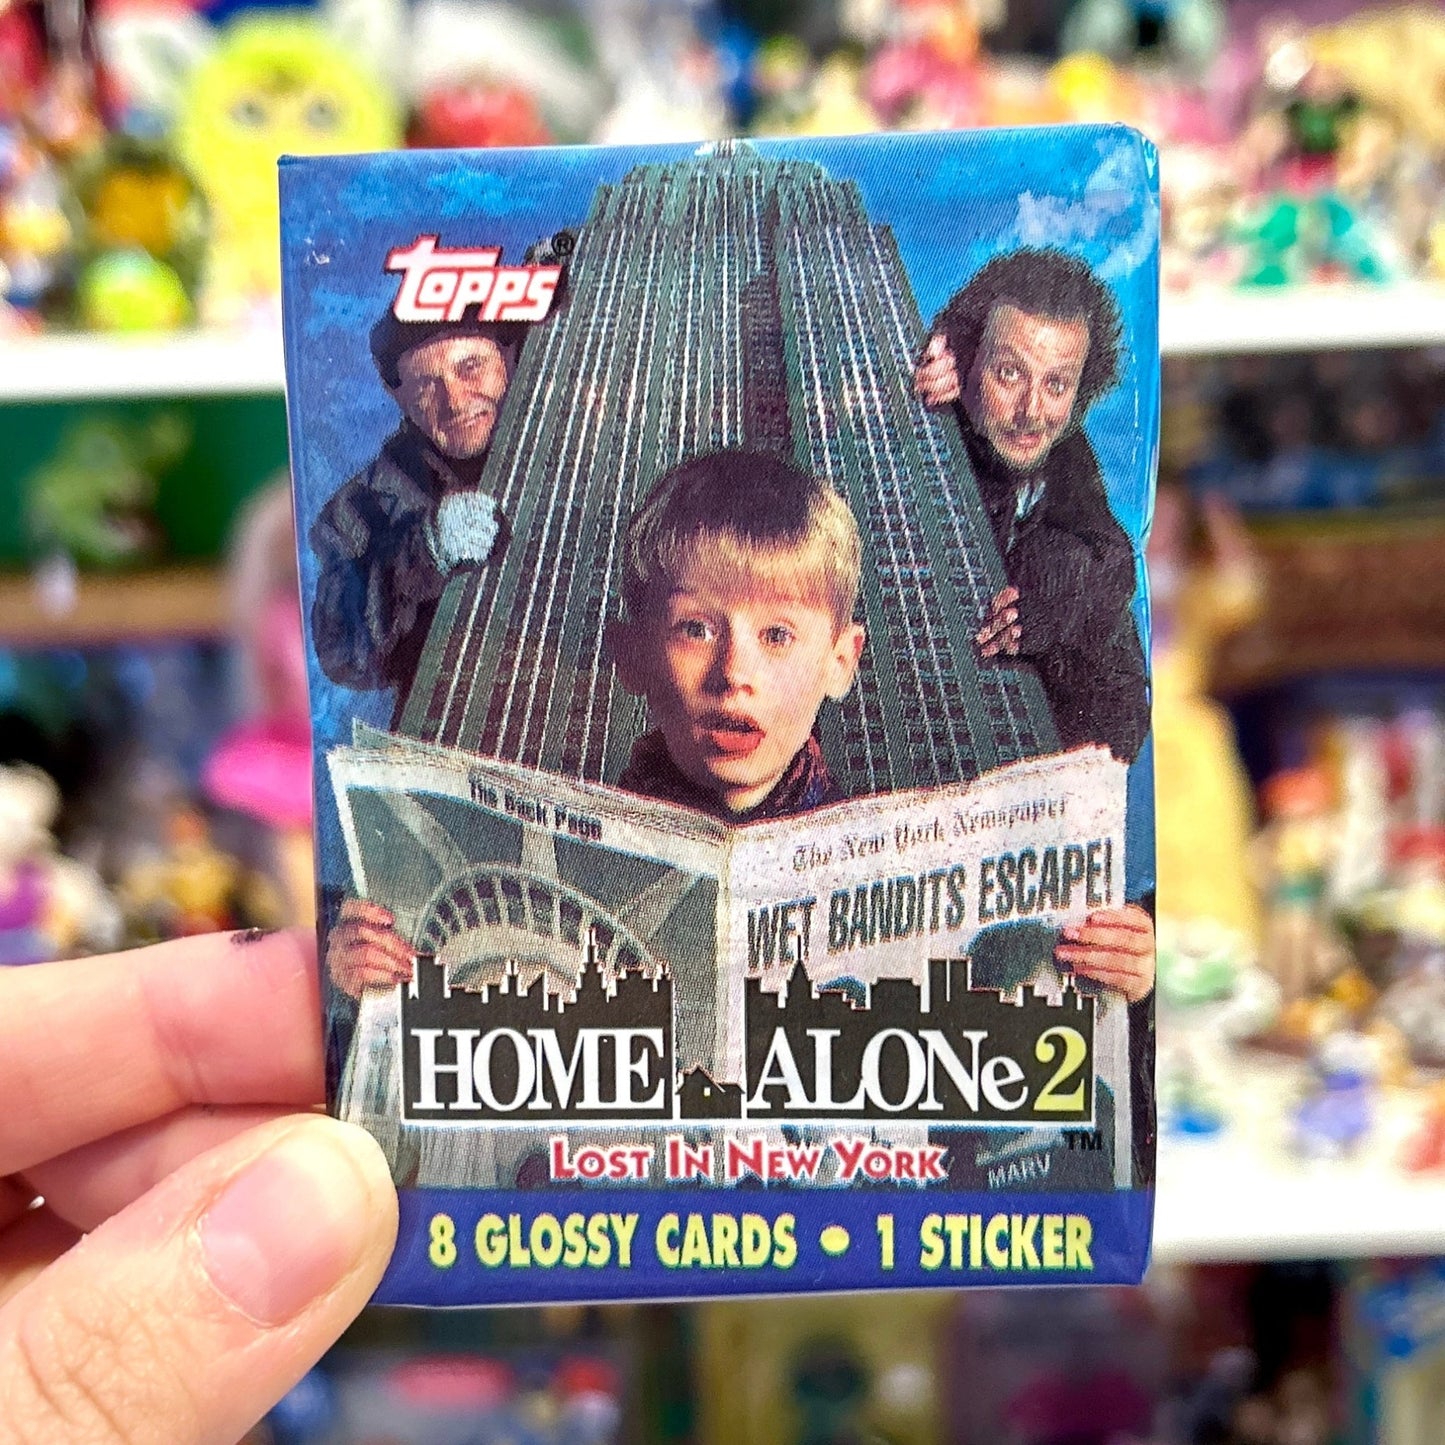 Topps®
The Back Page
The New York Newspaper
WET BANDITS ESCAPE!
HOME ALONe 2
TM
LOST IN NEW YORK
MARV
8 GLOSSY CARDS • 1 STICKER